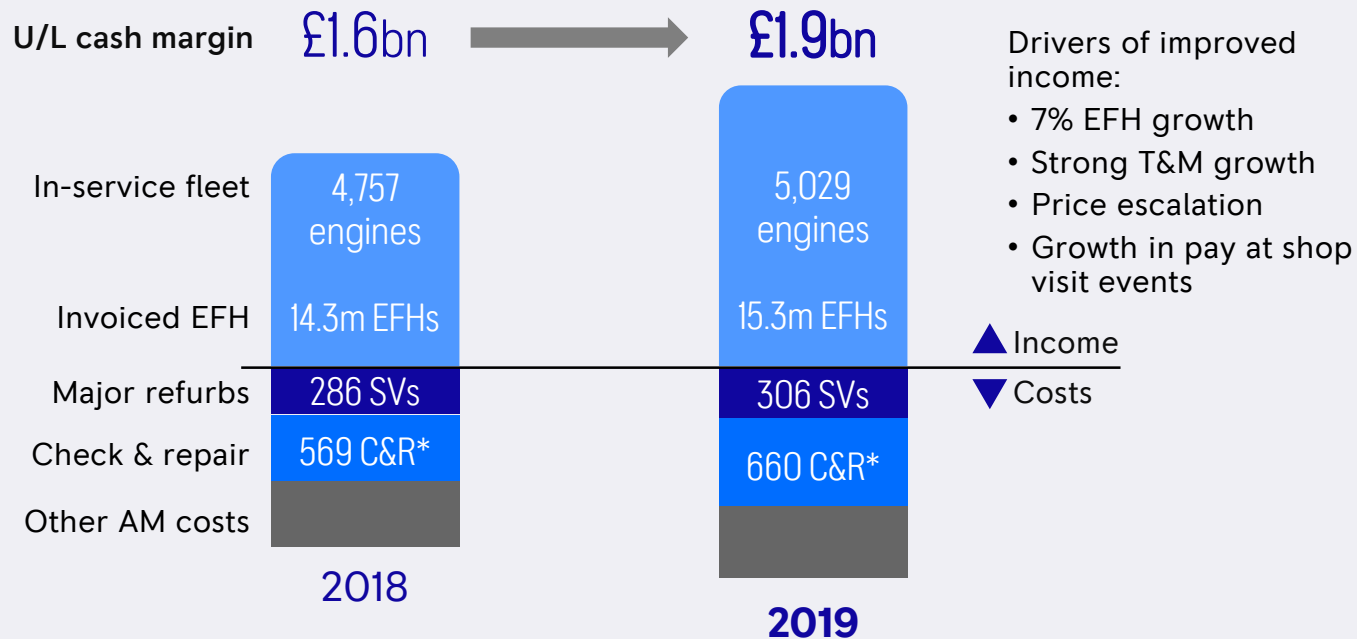 U/L cash margin £1.6bn £1.9bn
Drivers of improved
income:
• 7% EFH growth
• Strong T&M growth
• Price escalation
• Growth in pay at shop
visit events
In-service fleet
4,757
engines
5,029
engines
Invoiced EFH 14.3m EFHs 15.3m EFHs
Income
Major refurbs 286 SVs 306 SVs
Costs
Check & repair 569 C&R* 660 C&R*
Other AM costs
2018
2019